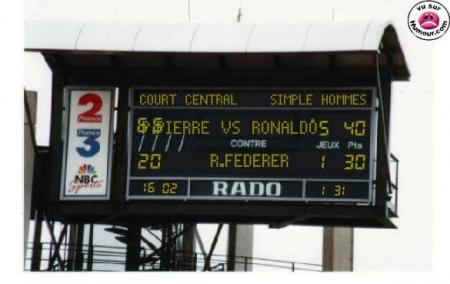 vu sur
Humour.com
COURT CENTRAL SIMPLE HOMMES
PIERRE VS RONALDO 5 40
CONTRE JEUX Pts
20 R.FEDERER 1 30
16 02 RADO 1 31
2
France
France
3
NBC
Sports